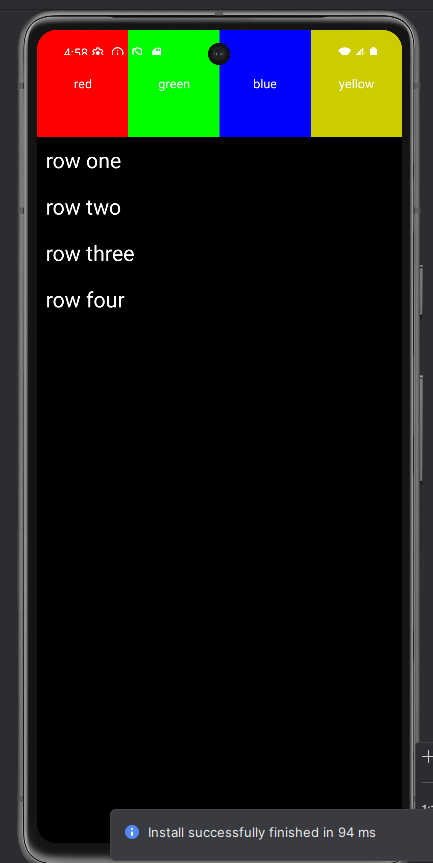 4:58
red green blue yellow
row one
row two
row three
row four
Install successfully finished in 94 ms